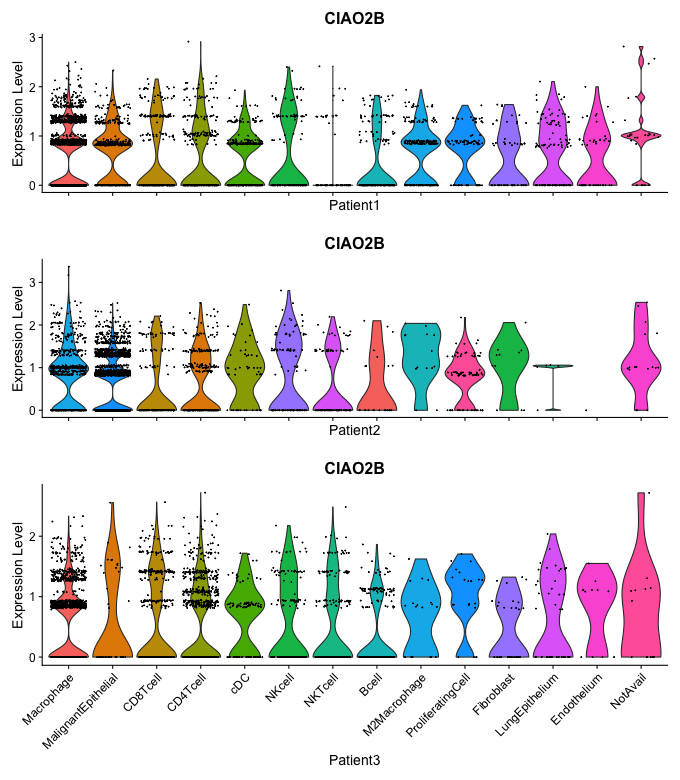 CIAO2B
Expression Level
3
2
1
0
Patient1
CIAO2B
Expression Level
3
2
1
0
Patient2
CIAO2B
Expression Level
2
1
0
Macrophage
MalignantEpithelial
CD8Tcell
CD4Tcell
cDC
NKcell
NKTcell
Bcell
M2Macrophage
ProliferatingCell
Fibroblast
LungEpithelium
Endothelium
NotAvail
Patient3